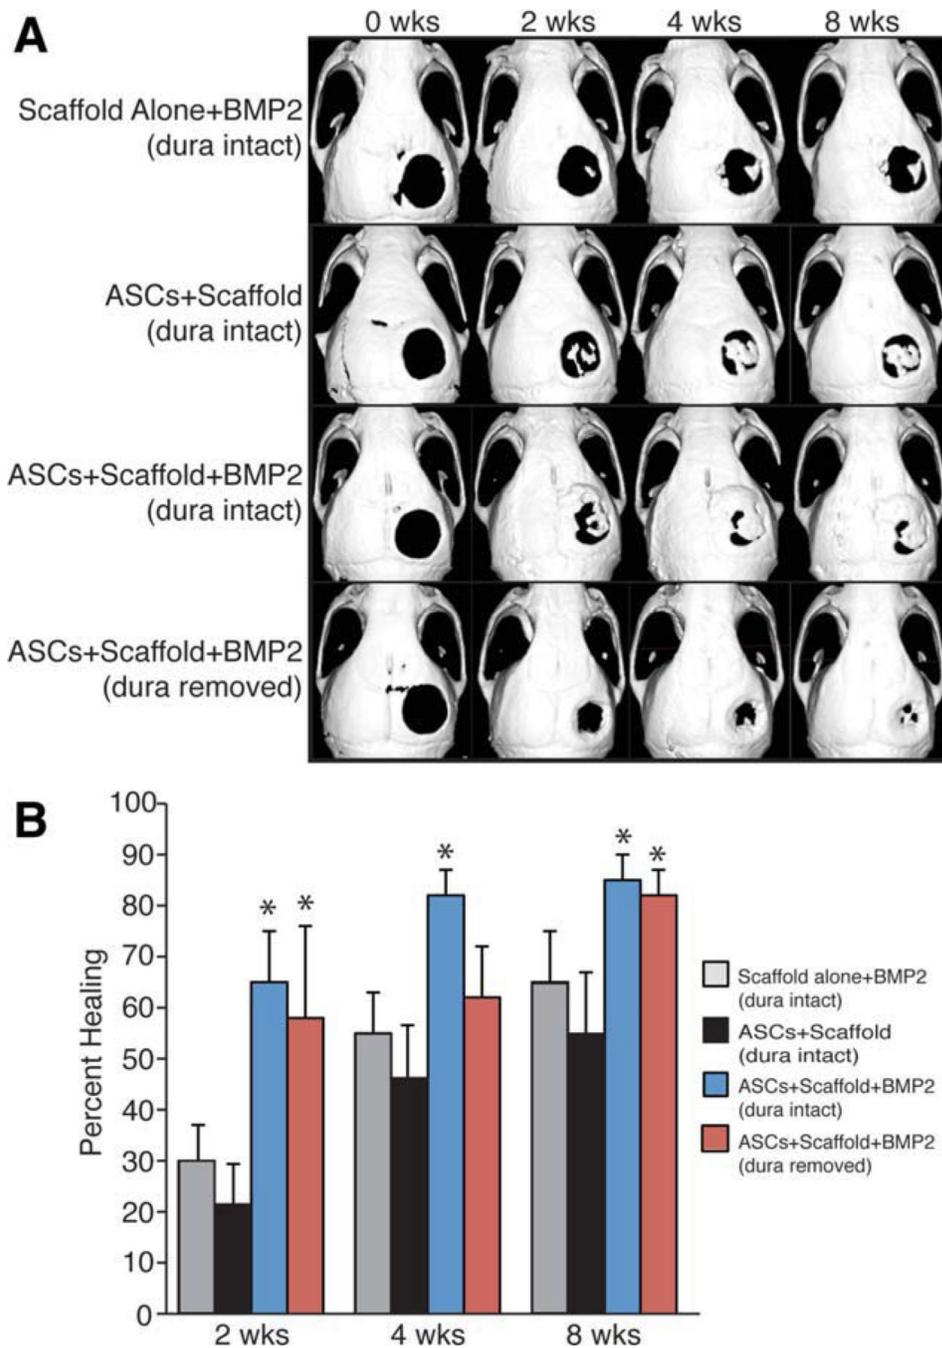 A
0 wks 2 wks 4 wks 8 wks
Scaffold Alone+BMP2
(dura intact)
ASCs+Scaffold
(dura intact)
ASCs+Scaffold+BMP2
(dura intact)
ASCs+Scaffold+BMP2
(dura removed)
B
Percent Healing
100
90
80
70
60
50
40
30
20
10
0
* *
*
* *
2 wks 4 wks 8 wks
Scaffold alone+BMP2
(dura intact)
ASCs+Scaffold
(dura intact)
ASCs+Scaffold+BMP2
(dura intact)
ASCs+Scaffold+BMP2
(dura removed)